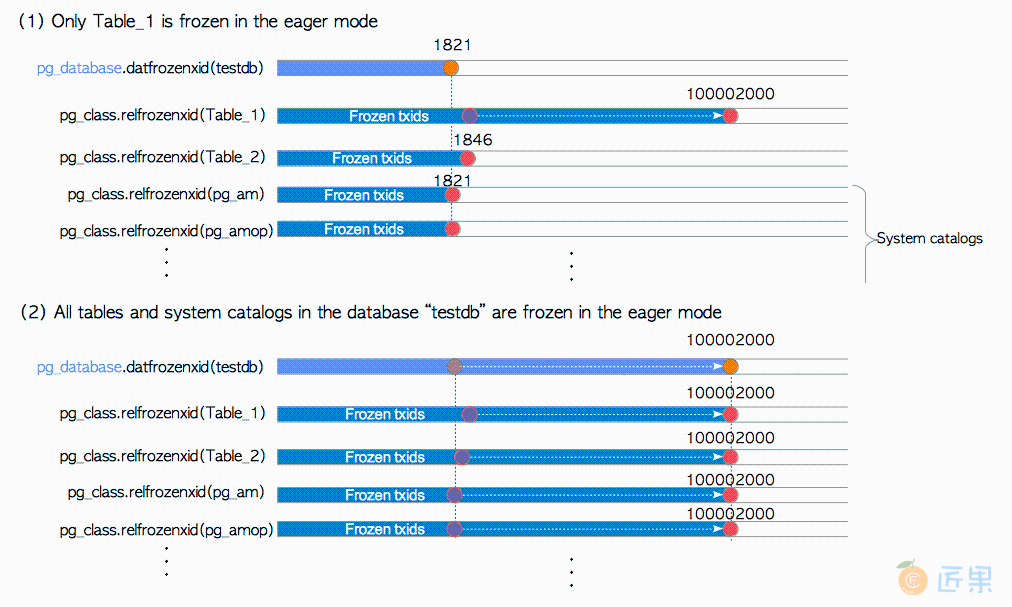 (1) Only Table_1 is frozen in the eager mode
1821
pg_database.datfrozenxid(testdb)
100002000
pg_class.relfrozenxid(Table_1) Frozen txids
1846
pg_class.relfrozenxid(Table_2) Frozen txids
1821
pg_class.relfrozenxid(pg_am) Frozen txids
pg_class.relfrozenxid(pg_amop) Frozen txids
System catalogs
(2) All tables and system catalogs in the database “testdb” are frozen in the eager mode
100002000
pg_database.datfrozenxid(testdb)
100002000
pg_class.relfrozenxid(Table_1) Frozen txids
100002000
pg_class.relfrozenxid(Table_2) Frozen txids
100002000
pg_class.relfrozenxid(pg_am) Frozen txids
100002000
pg_class.relfrozenxid(pg_amop) Frozen txids
匠果